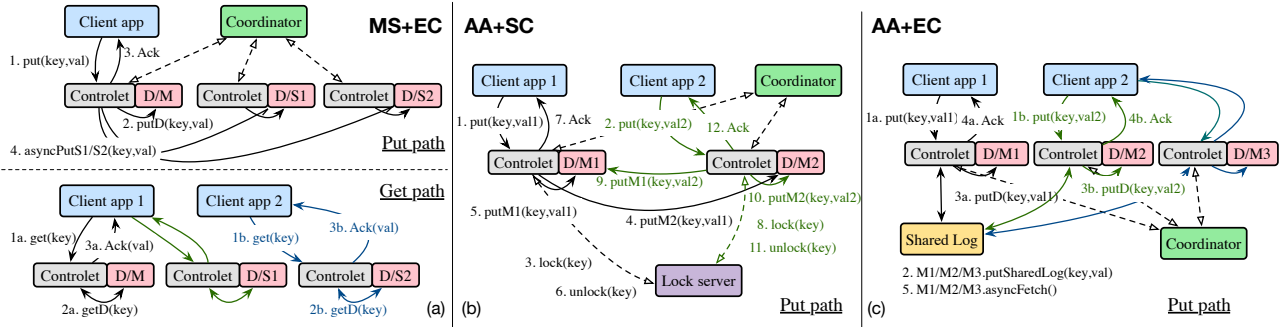 MS+EC
Client app
Coordinator
1. put(key,val)
3. Ack
Controlet
D/M
Controlet
D/S1
Controlet
D/S2
2. putD(key,val)
4. asyncPutS1/S2(key,val)
Put path
Get path
Client app 1
Client app 2
1a. get(key)
3a. Ack(val)
1b. get(key)
3b. Ack(val)
Controlet
D/M
Controlet
D/S1
Controlet
D/S2
2a. getD(key)
2b. getD(key)
(a)
AA+SC
Client app 1
Client app 2
Coordinator
1. put(key,val1)
7. Ack
2. put(key,val2)
12. Ack
Controlet
D/M1
Controlet
D/M2
9. putM1(key,val2)
10. putM2(key,val2)
5. putM1(key,val1)
4. putM2(key,val1)
8. lock(key)
11. unlock(key)
3. lock(key)
6. unlock(key)
Lock server
Put path
(b)
AA+EC
Client app 1
Client app 2
1a. put(key,val1)
4a. Ack
1b. put(key,val2)
4b. Ack
Controlet
D/M1
Controlet
D/M2
Controlet
D/M3
3a. putD(key,val1)
3b. putD(key,val2)
Shared Log
Coordinator
2. M1/M2/M3.putSharedLog(key,val)
5. M1/M2/M3.asyncFetch()
Put path
(c)